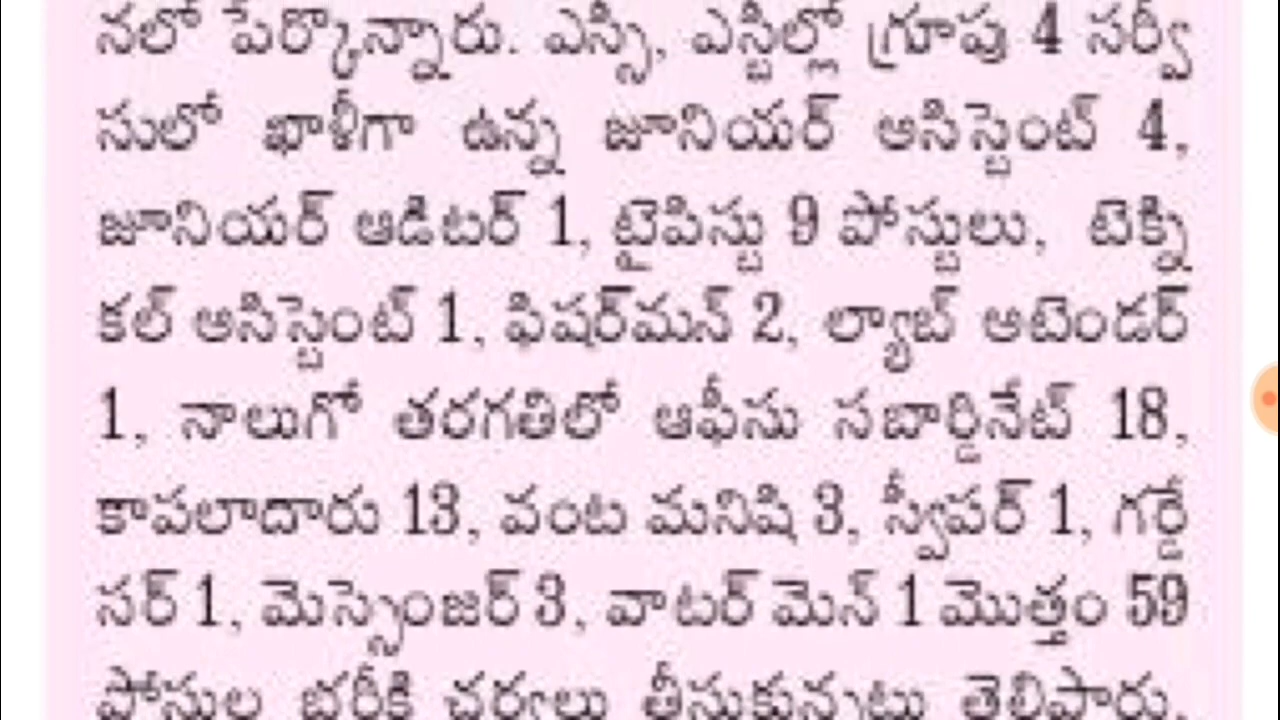 నలో పేర్కొన్నారు. ఎస్సి, ఎస్టిల్లో గ్రూపు 4 సర్వీ
సులో ఖాళీగా ఉన్న జూనియర్ అసిస్టెంట్ 4,
జూనియర్ ఆడిటర్ 1, టైపిస్టు 9 పోస్టులు, టెక్ని
కల్ అసిస్టెంట్ 1, ఫిషర్‌మన్ 2, ల్యాబ్ అటెండర్
1, నాలుగో తరగతిలో ఆఫీసు సబార్డినేట్ 18,
కాపలాదారు 13, వంట మనిషి 3, స్వీపర్ 1, గర్డే
సర్ 1, మెస్సెంజర్ 3, వాటర్ మెన్ 1 మొత్తం 59
పోస్టుల భర్తీకి చర్యలు తీసుకున్నట్టు తెలిపారు.